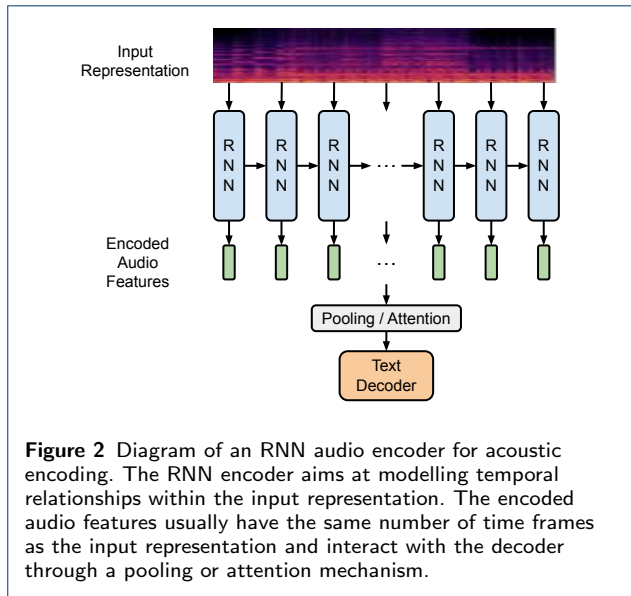 Input
Representation
R
N
N
R
N
N
R
N
N
...
R
N
N
R
N
N
R
N
N
Encoded
Audio
Features
...
Pooling / Attention
Text
Decoder
Figure 2 Diagram of an RNN audio encoder for acoustic
encoding. The RNN encoder aims at modelling temporal
relationships within the input representation. The encoded
audio features usually have the same number of time frames
as the input representation and interact with the decoder
through a pooling or attention mechanism.